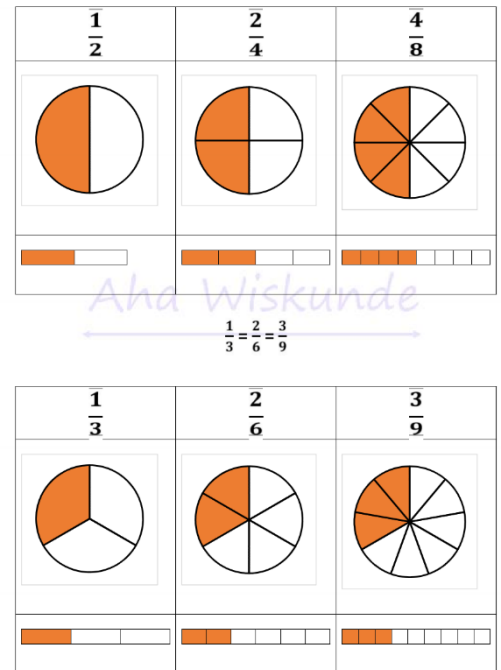 1/2 2/4 4/8
Aha Wiskunde
1/3 = 2/6 = 3/9
1/3 2/6 3/9